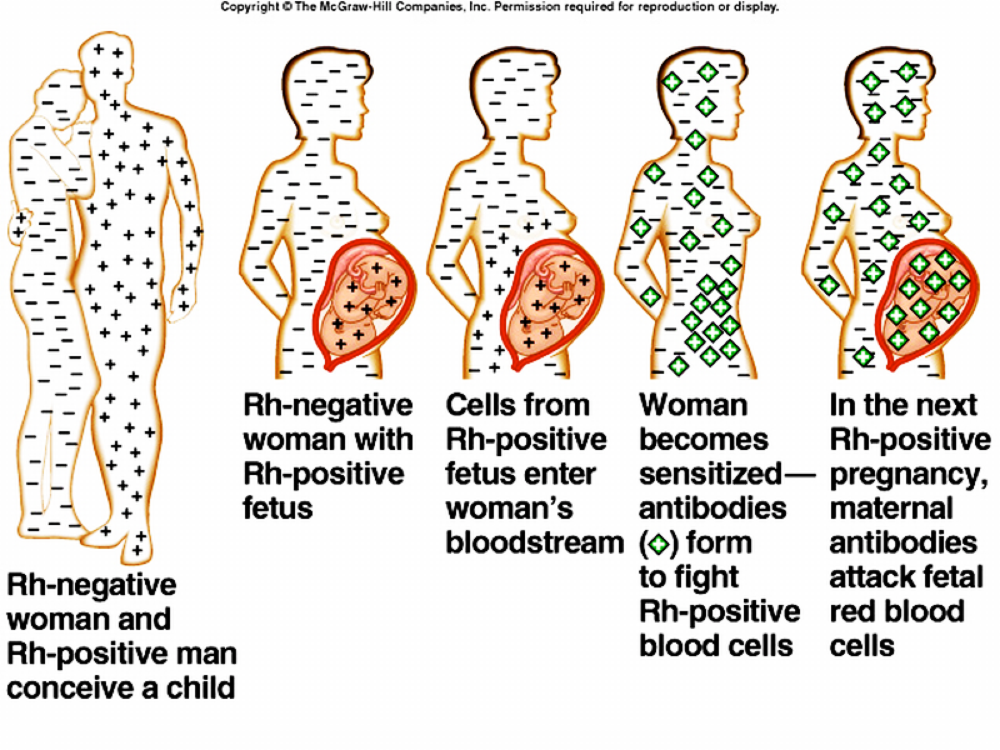 Copyright © The McGraw-Hill Companies, Inc. Permission required for reproduction or display.
Rh-negative
woman and
Rh-positive man
conceive a child
Rh-negative
woman with
Rh-positive
fetus
Cells from
Rh-positive
fetus enter
woman's
bloodstream
Woman
becomes
sensitized—
antibodies
( ) form
to fight
Rh-positive
blood cells
In the next
Rh-positive
pregnancy,
maternal
antibodies
attack fetal
red blood
cells